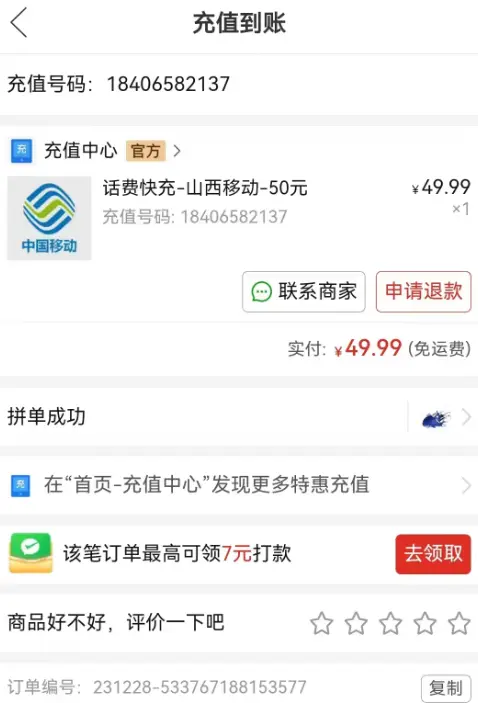 充值到账
充值号码：18406582137
充
充值中心 官方
话费快充-山西移动-50元 ¥49.99
充值号码: 18406582137 ×1
中国移动
联系商家 申请退款
实付: ¥49.99 (免运费)
拼单成功
充 在“首页-充值中心”发现更多特惠充值
该笔订单最高可领7元打款 去领取
商品好不好，评价一下吧
订单编号： 231228-533767188153577 复制